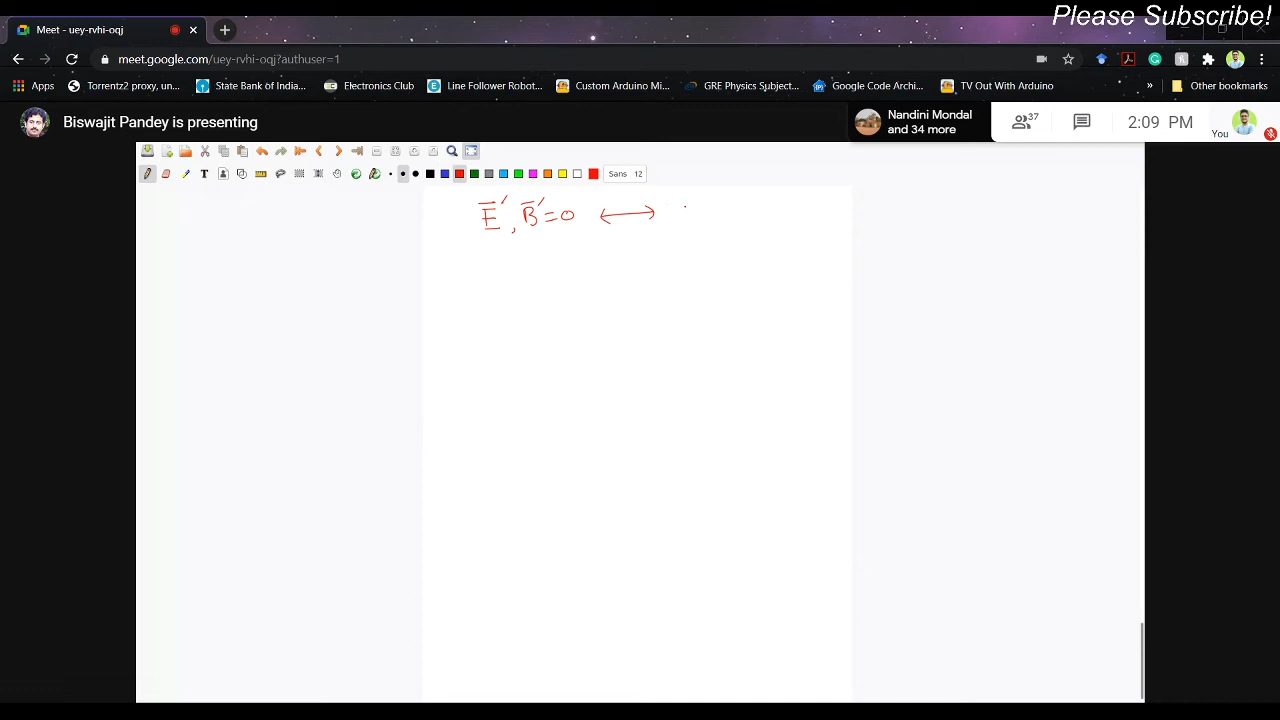 Please Subscribe!
Meet - uey-rvhi-oqj
meet.google.com/uey-rvhi-oqj?authuser=1
Apps Torrentz2 proxy, un... State Bank of India... Electronics Club Line Follower Robot... Custom Arduino Mi... GRE Physics Subject... Google Code Archi... TV Out With Arduino » Other bookmarks
Biswajit Pandey is presenting
Nandini Mondal
and 34 more
37
2:09 PM
You
Sans 12
E⃗′, B⃗′=0 ⟷